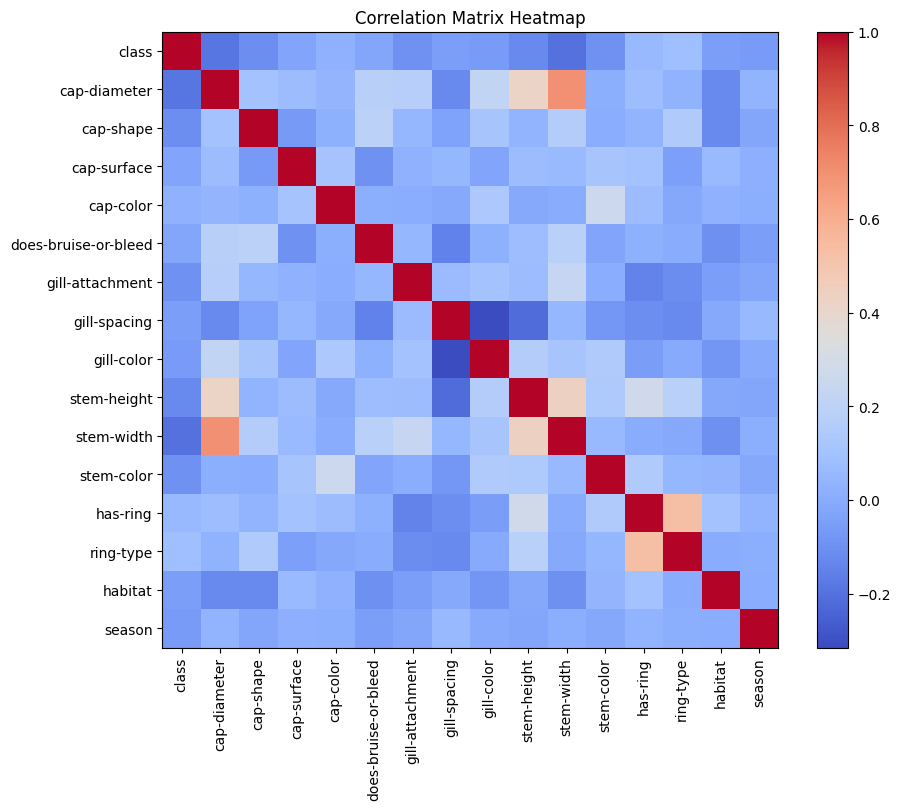 Correlation Matrix Heatmap
class
cap-diameter
cap-shape
cap-surface
cap-color
does-bruise-or-bleed
gill-attachment
gill-spacing
gill-color
stem-height
stem-width
stem-color
has-ring
ring-type
habitat
season
class
cap-diameter
cap-shape
cap-surface
cap-color
does-bruise-or-bleed
gill-attachment
gill-spacing
gill-color
stem-height
stem-width
stem-color
has-ring
ring-type
habitat
season
1.0
0.8
0.6
0.4
0.2
0.0
−0.2